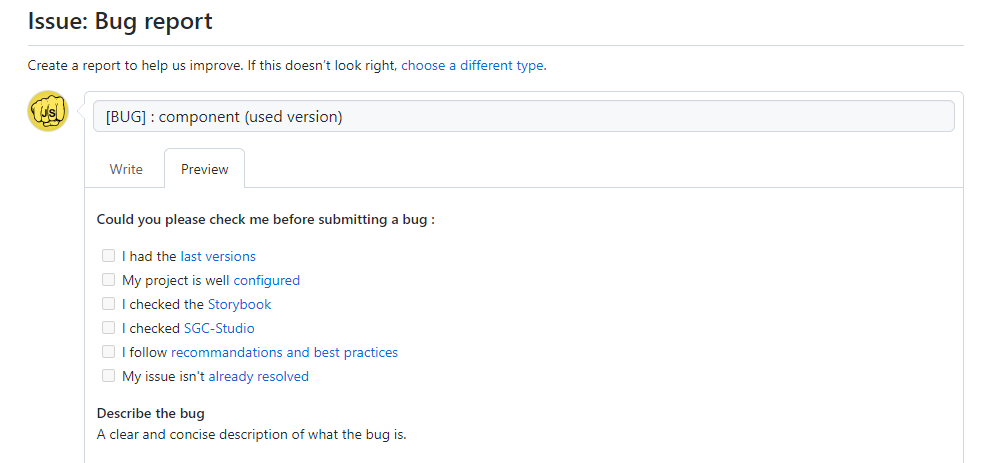 Issue: Bug report
Create a report to help us improve. If this doesn't look right, choose a different type.
JS
[BUG] : component (used version)
Write
Preview
Could you please check me before submitting a bug :
I had the last versions
My project is well configured
I checked the Storybook
I checked SGC-Studio
I follow recommandations and best practices
My issue isn't already resolved
Describe the bug
A clear and concise description of what the bug is.